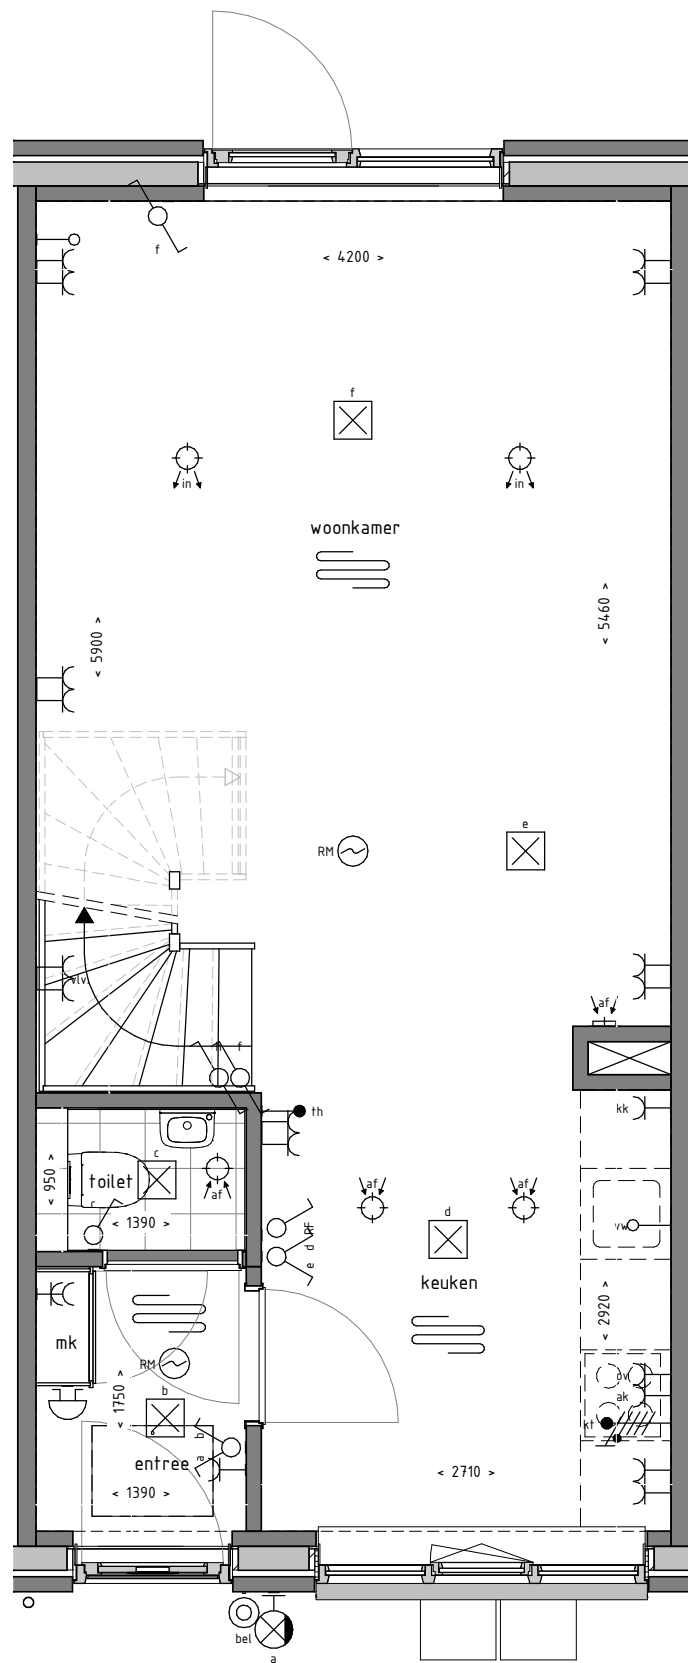 f
< 4200 >
f
in
in
woonkamer
< 5900 >
< 5460 >
e
RM
vlv.
af
f
th
kk
c
toilet
af
af
af
< 950 >
c
< 1390 >
vw
RF
d
d
e
keuken
< 2920 >
mk
RM
ov
ak
b
< 1750 >
kt
b
a
entree
< 2710 >
< 1390 >
bel
a